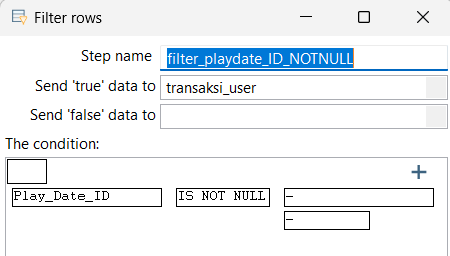 Filter rows
Step name filter_playdate_ID_NOTNULL
Send 'true' data to transaksi_user
Send 'false' data to
The condition:
+
Play_Date_ID IS NOT NULL -
-